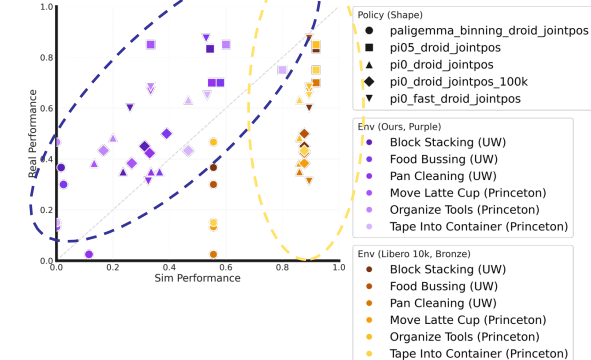 1.0
0.8
0.6
0.4
0.2
0.0
Real Performance
0.0
0.2
0.4
0.6
0.8
1.0
Sim Performance
Policy (Shape)
paligemma_binning_droid_jointpos
pi05_droid_jointpos
pi0_droid_jointpos
pi0_droid_jointpos_100k
pi0_fast_droid_jointpos
Env (Ours, Purple)
Block Stacking (UW)
Food Bussing (UW)
Pan Cleaning (UW)
Move Latte Cup (Princeton)
Organize Tools (Princeton)
Tape Into Container (Princeton)
Env (Libero 10k, Bronze)
Block Stacking (UW)
Food Bussing (UW)
Pan Cleaning (UW)
Move Latte Cup (Princeton)
Organize Tools (Princeton)
Tape Into Container (Princeton)